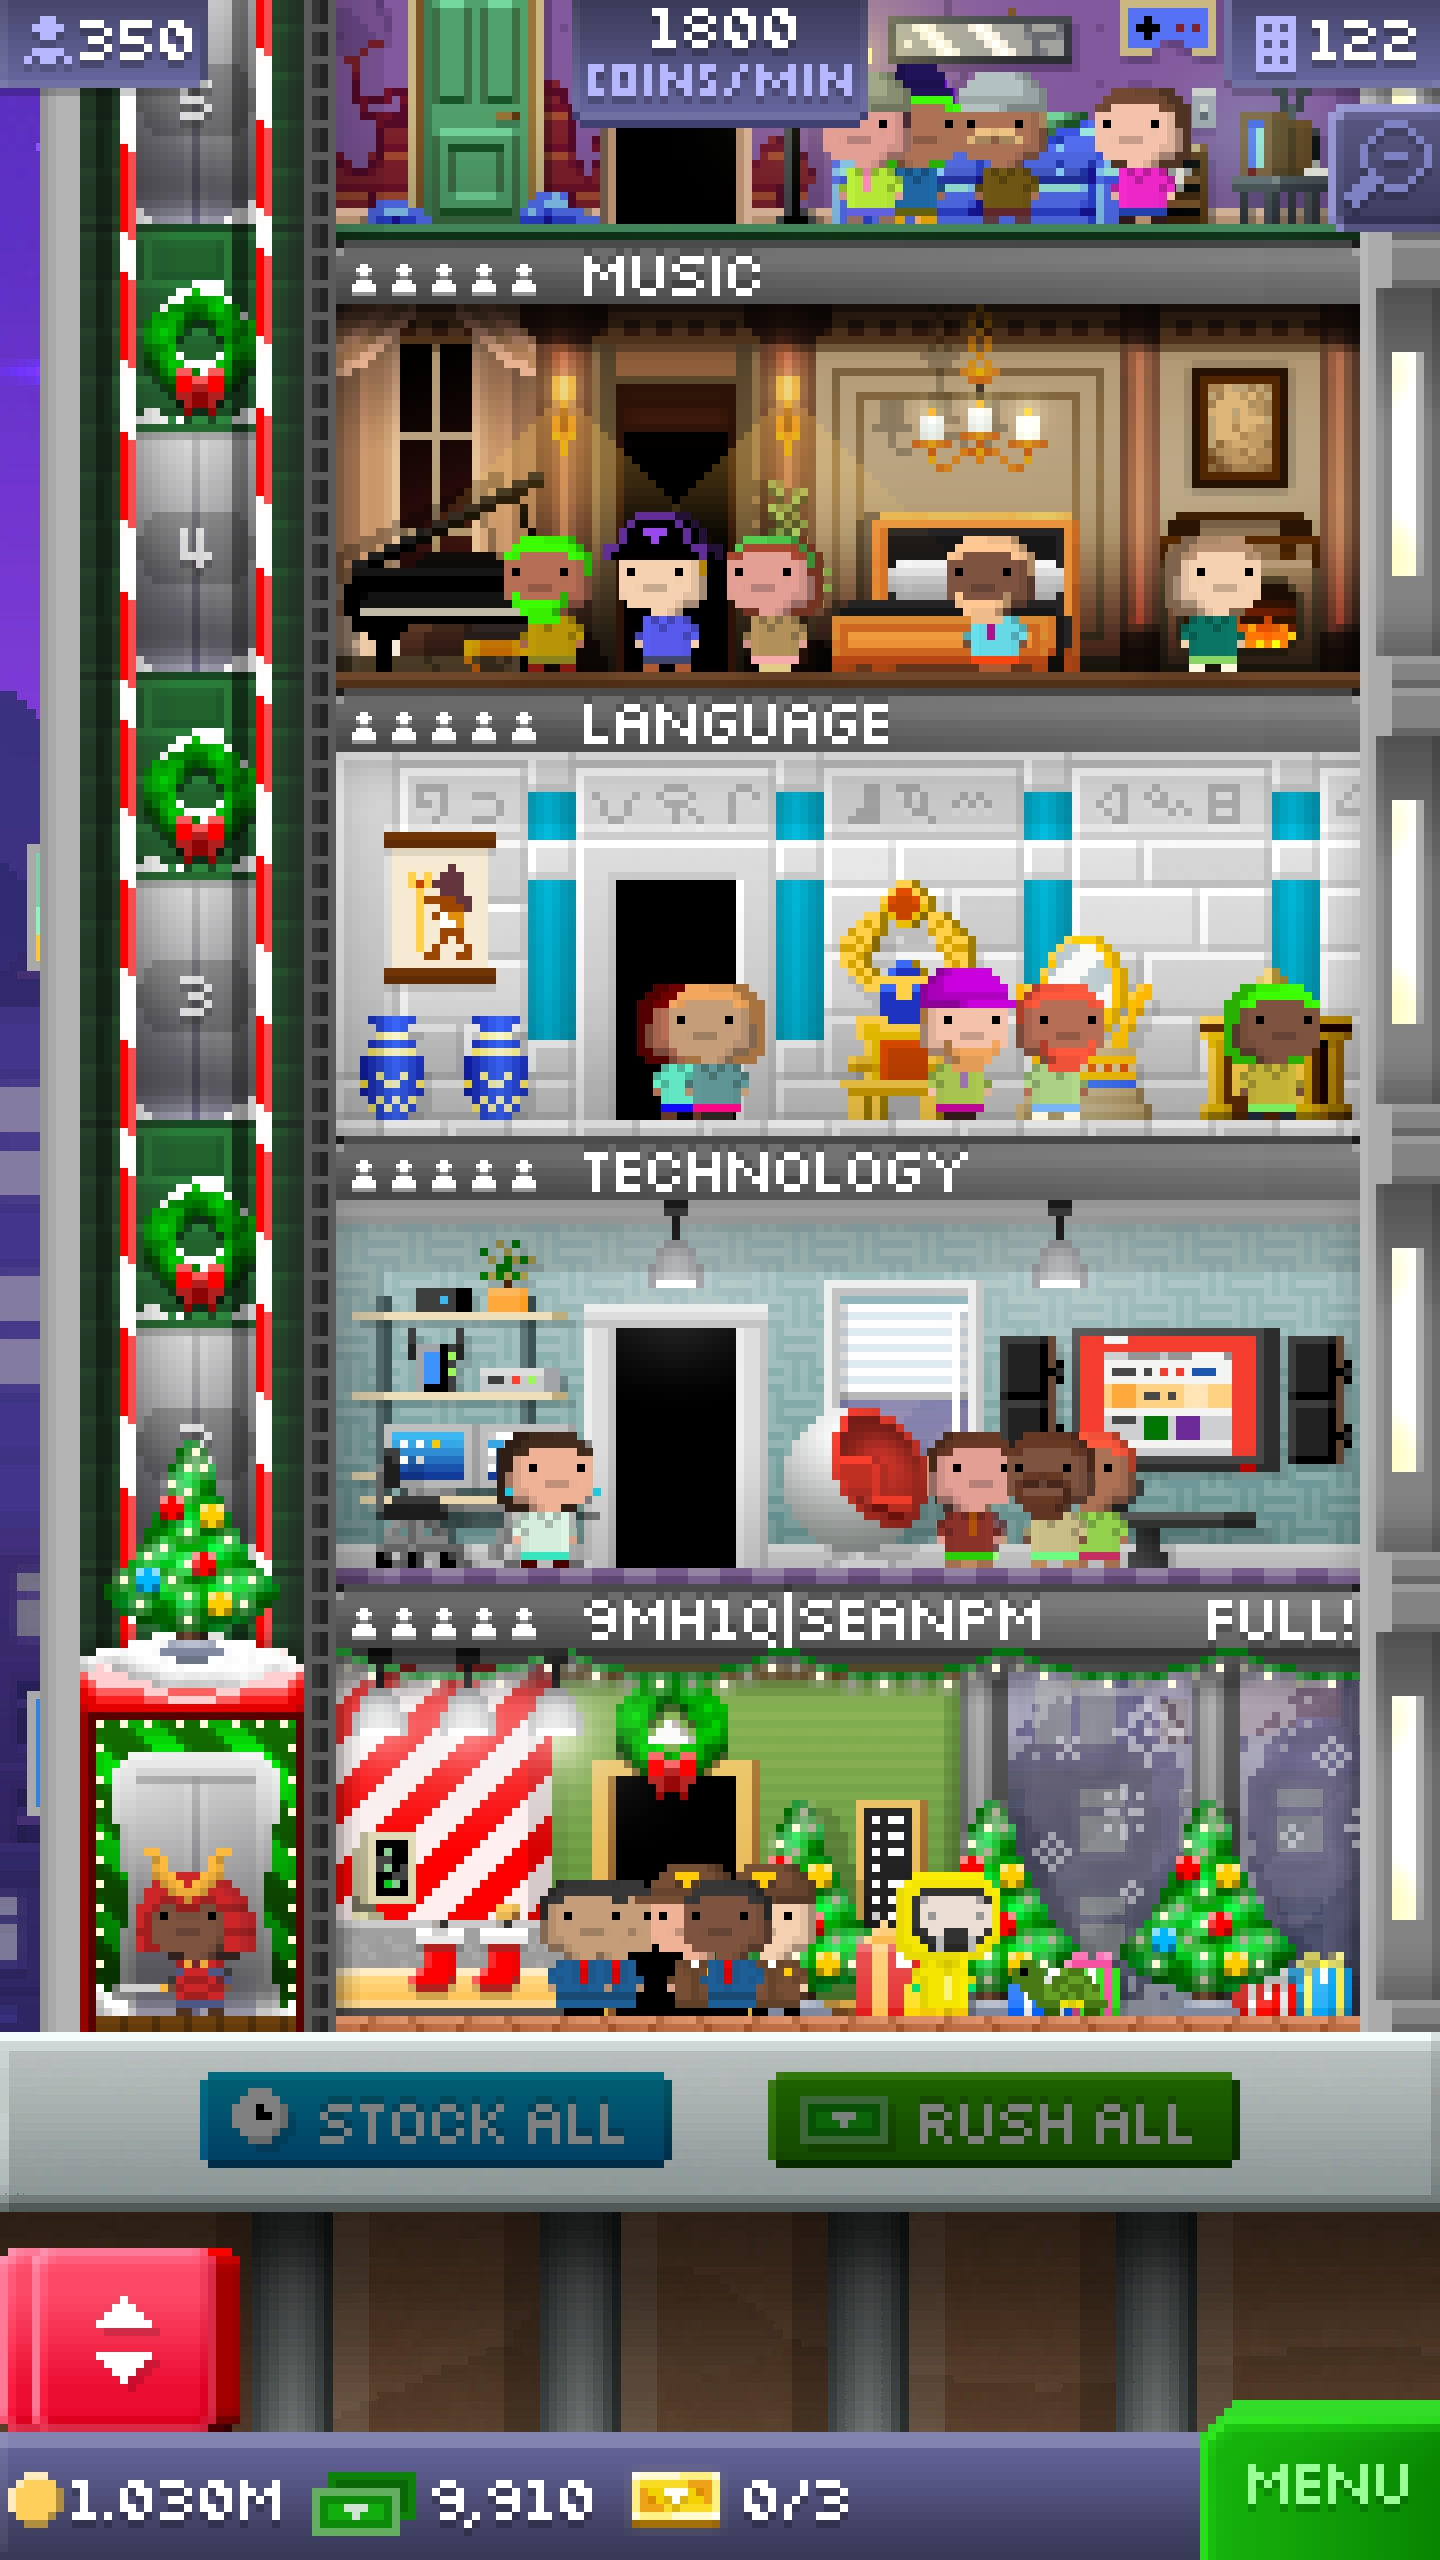 350
1800
COINS/MIN
122
5
MUSIC
4
LANGUAGE
3
TECHNOLOGY
9MH1Q|SEANPM FULL!
STOCK ALL
RUSH ALL
1.030M 9,910 0/3
MENU